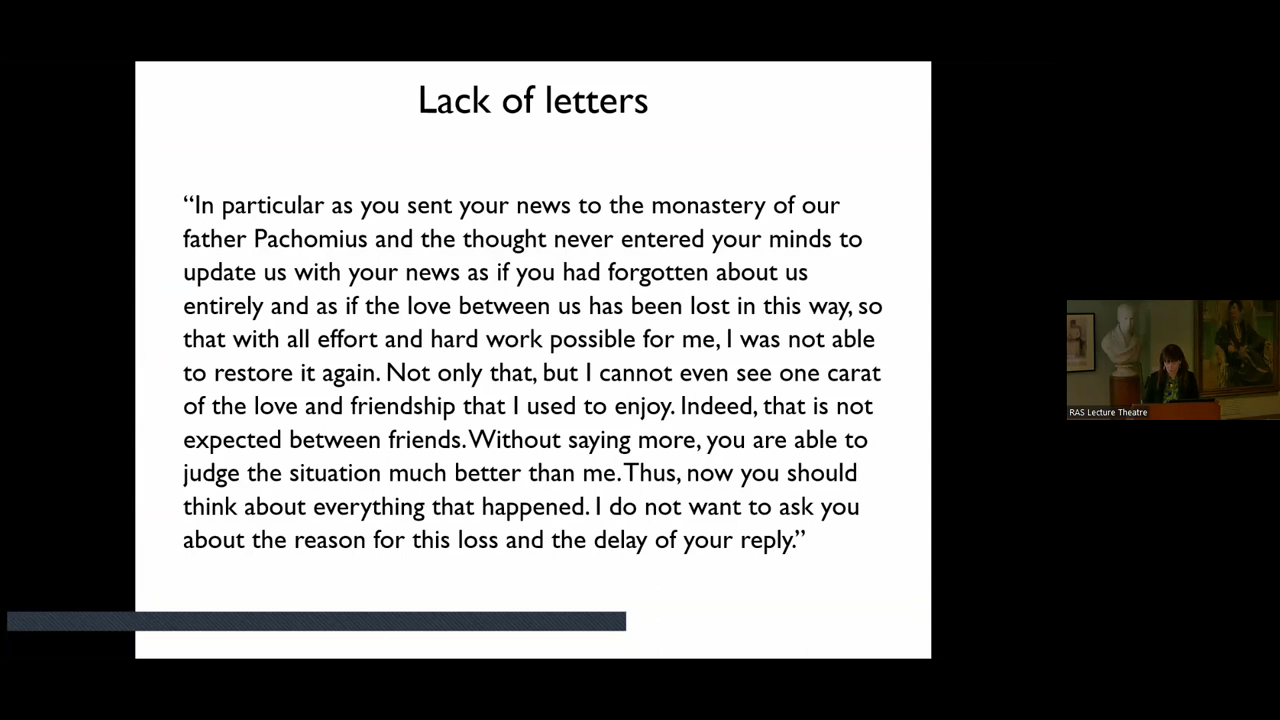 Lack of letters
“In particular as you sent your news to the monastery of our
father Pachomius and the thought never entered your minds to
update us with your news as if you had forgotten about us
entirely and as if the love between us has been lost in this way, so
that with all effort and hard work possible for me, I was not able
to restore it again. Not only that, but I cannot even see one carat
of the love and friendship that I used to enjoy. Indeed, that is not
expected between friends. Without saying more, you are able to
judge the situation much better than me. Thus, now you should
think about everything that happened. I do not want to ask you
about the reason for this loss and the delay of your reply.”
RAS Lecture Theatre